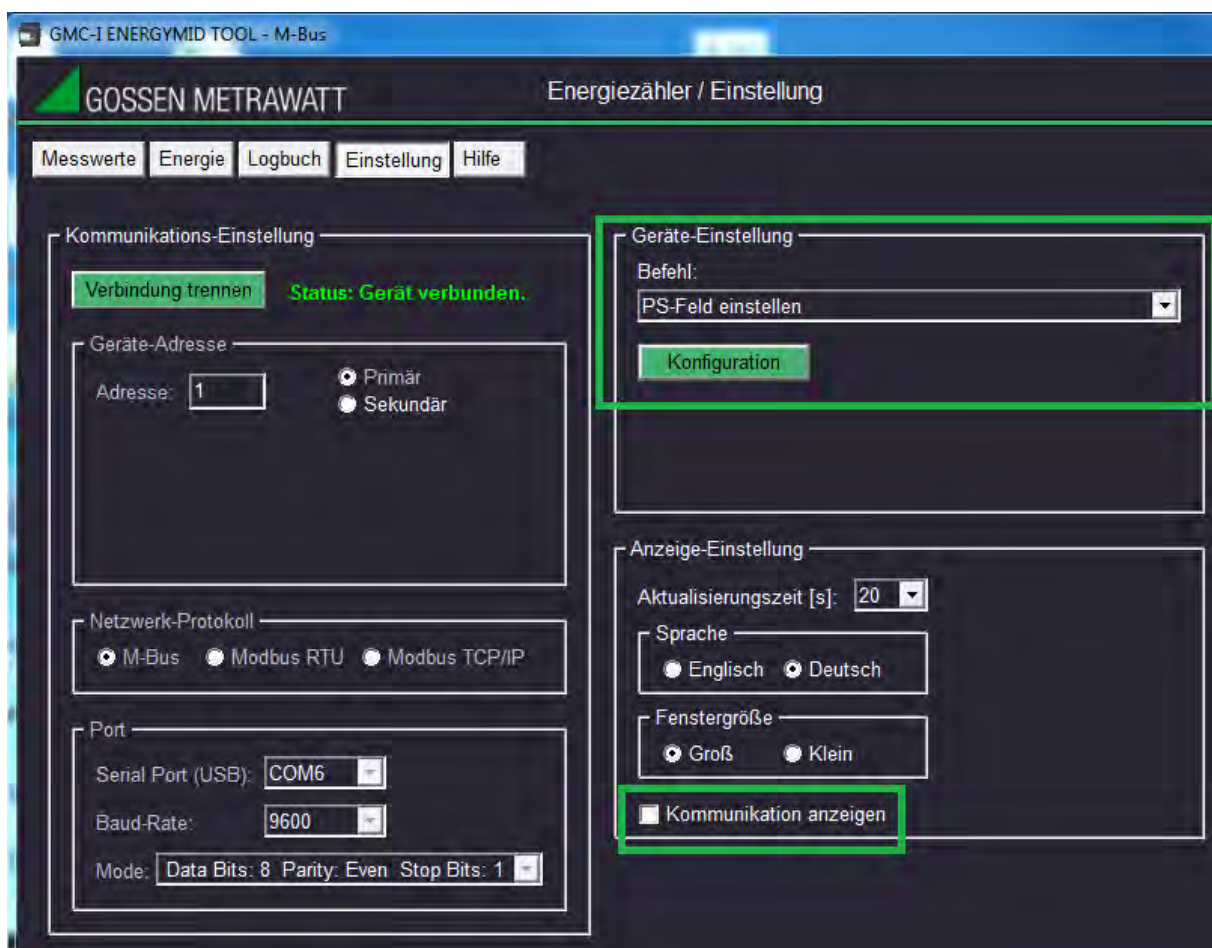 GMC-I ENERGYMID TOOL - M-Bus
GOSSEN METRAWATT
Energiezähler / Einstellung
Messwerte Energie Logbuch Einstellung Hilfe
Kommunikations-Einstellung
Verbindung trennen Status: Gerät verbunden.
Geräte-Adresse
Adresse: 1
Primär
Sekundär
Netzwerk-Protokoll
M-Bus Modbus RTU Modbus TCP/IP
Port
Serial Port (USB): COM6
Baud-Rate: 9600
Mode: Data Bits: 8 Parity: Even Stop Bits: 1
Geräte-Einstellung
Befehl:
PS-Feld einstellen
Konfiguration
Anzeige-Einstellung
Aktualisierungszeit [s]: 20
Sprache
Englisch Deutsch
Fenstergröße
Groß Klein
Kommunikation anzeigen